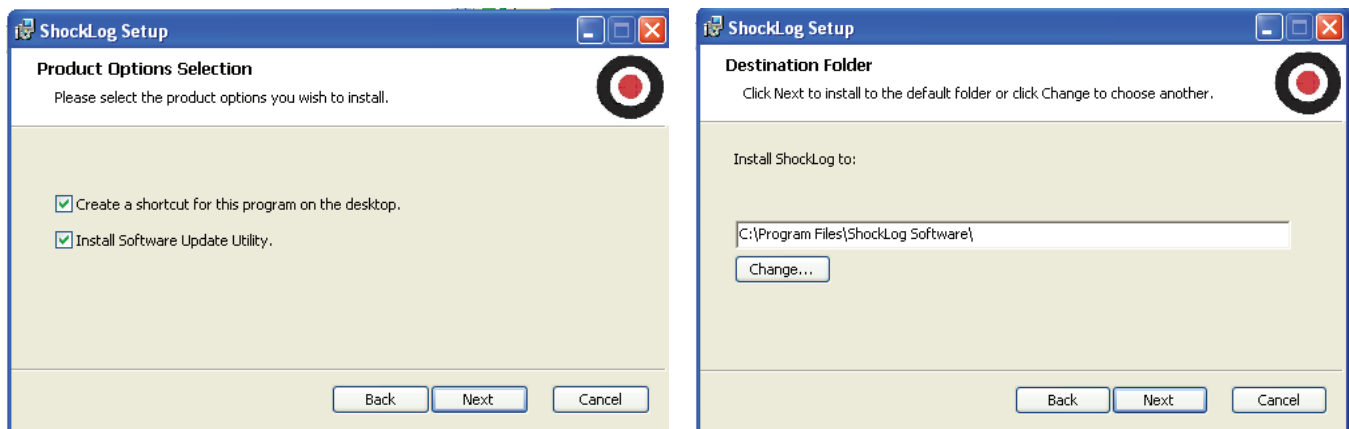 ShockLog Setup
Product Options Selection
Please select the product options you wish to install.
Create a shortcut for this program on the desktop.
Install Software Update Utility.
Back Next Cancel
ShockLog Setup
Destination Folder
Click Next to install to the default folder or click Change to choose another.
Install ShockLog to:
C:\Program Files\ShockLog Software\
Change...
Back Next Cancel